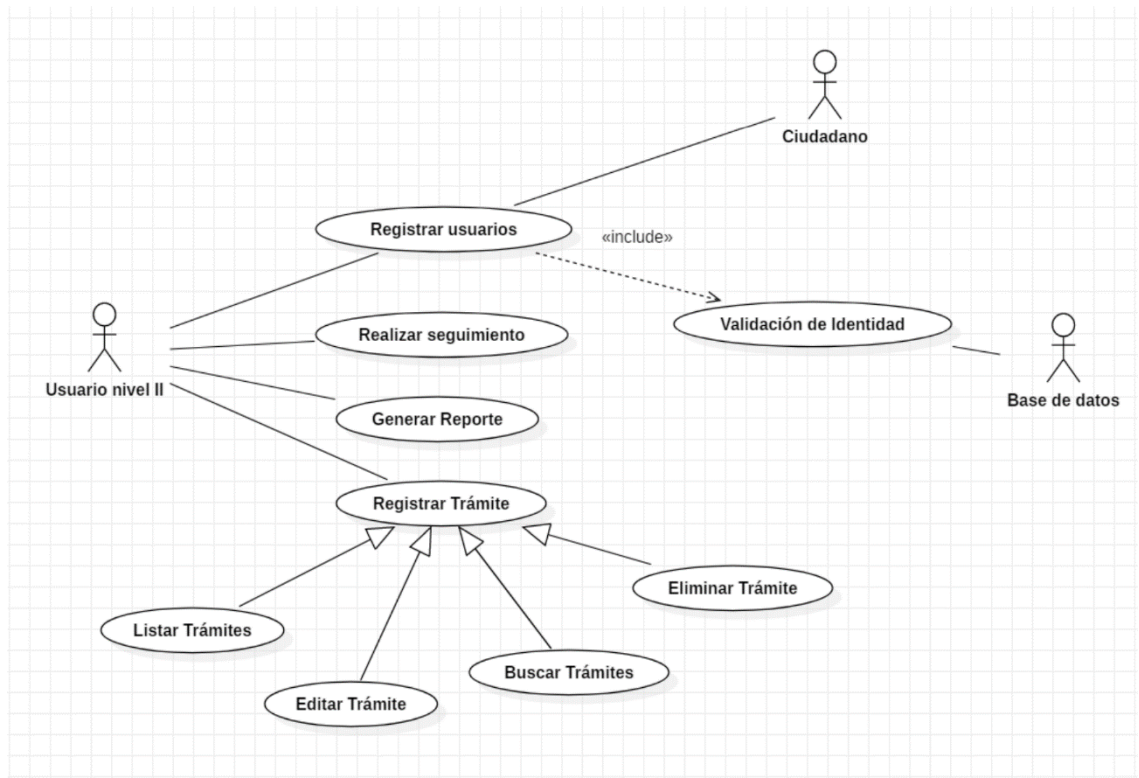 Ciudadano
Registrar usuarios
«include»
Validación de Identidad
Realizar seguimiento
Usuario nivel II
Base de datos
Generar Reporte
Registrar Trámite
Eliminar Trámite
Listar Trámites
Buscar Trámites
Editar Trámite